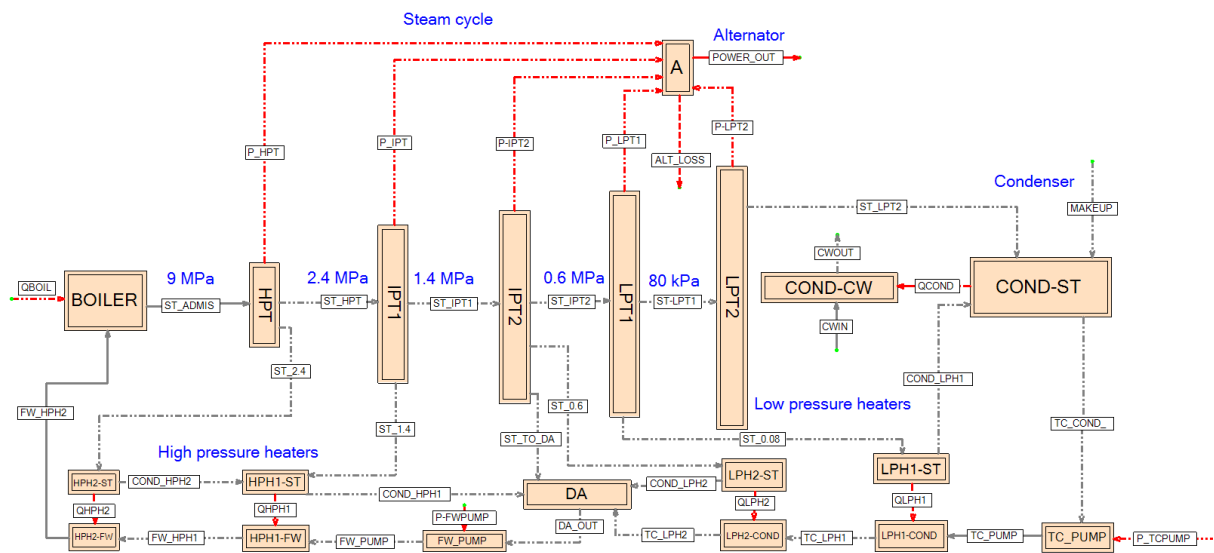 Steam cycle
Alternator
A
POWER_OUT
P_HPT
P_IPT
P-IPT2
P_LPT1
P-LPT2
ALT_LOSS
Condenser
MAKEUP
ST_LPT2
CWOUT
QBOIL
BOILER
9 MPa
ST_ADMIS
HPT
2.4 MPa
ST_HPT
IPT1
1.4 MPa
ST_IPT1
IPT2
0.6 MPa
ST_IPT2
LPT1
80 kPa
ST-LPT1
LPT2
COND-CW
QCOND
COND-ST
CWIN
ST_2.4
FW_HPH2
ST_1.4
ST_0.6
ST_TO_DA
Low pressure heaters
ST_0.08
COND_LPH1
TC_COND_
High pressure heaters
HPH2-ST
COND_HPH2
HPH1-ST
COND_HPH1
DA
COND_LPH2
LPH2-ST
LPH1-ST
QHPH2
QHPH1
P-FWPUMP
DA_OUT
QLPH2
QLPH1
HPH2-FW
FW_HPH1
HPH1-FW
FW_PUMP
FW_PUMP
TC_LPH2
LPH2-COND
TC_LPH1
LPH1-COND
TC_PUMP
TC_PUMP
P_TCPUMP